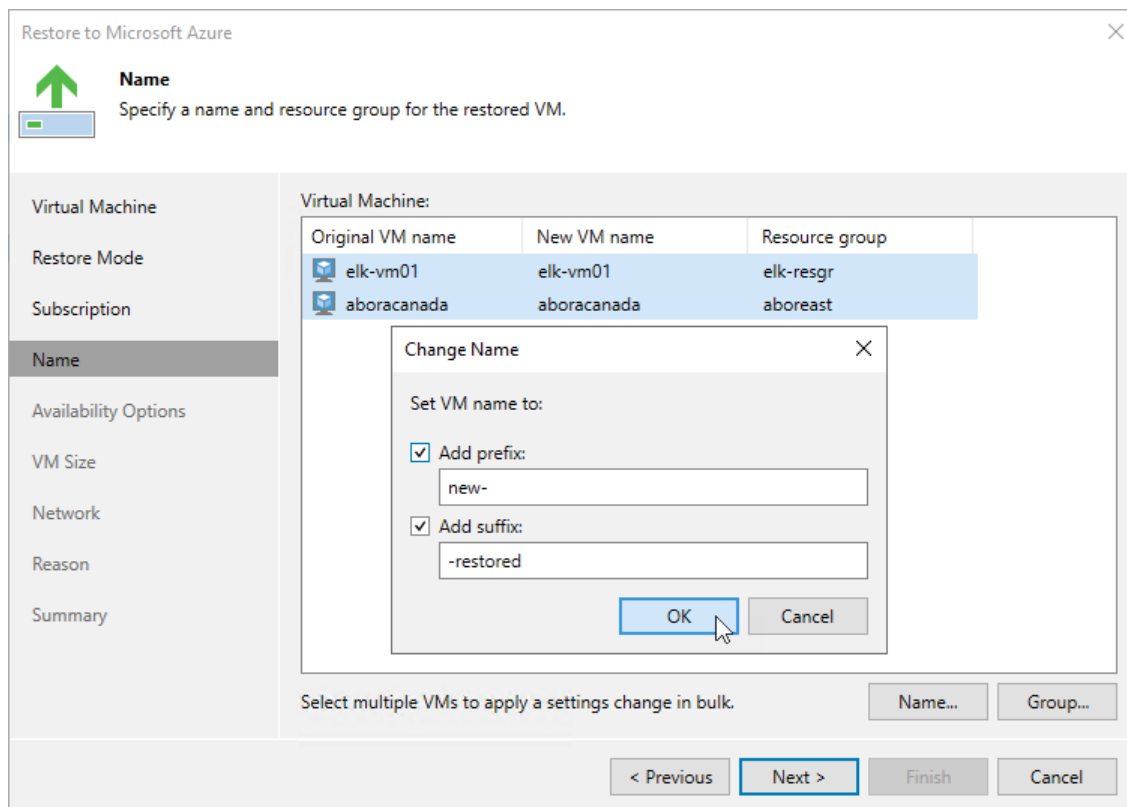 Restore to Microsoft Azure
Name
Specify a name and resource group for the restored VM.
Virtual Machine
Restore Mode
Subscription
Name
Availability Options
VM Size
Network
Reason
Summary
Virtual Machine:
Original VM name New VM name Resource group
elk-vm01 elk-vm01 elk-resgr
aboracanada aboracanada aboreast
Change Name
Set VM name to:
Add prefix:
new-
Add suffix:
-restored
OK Cancel
Select multiple VMs to apply a settings change in bulk. Name... Group...
< Previous Next > Finish Cancel